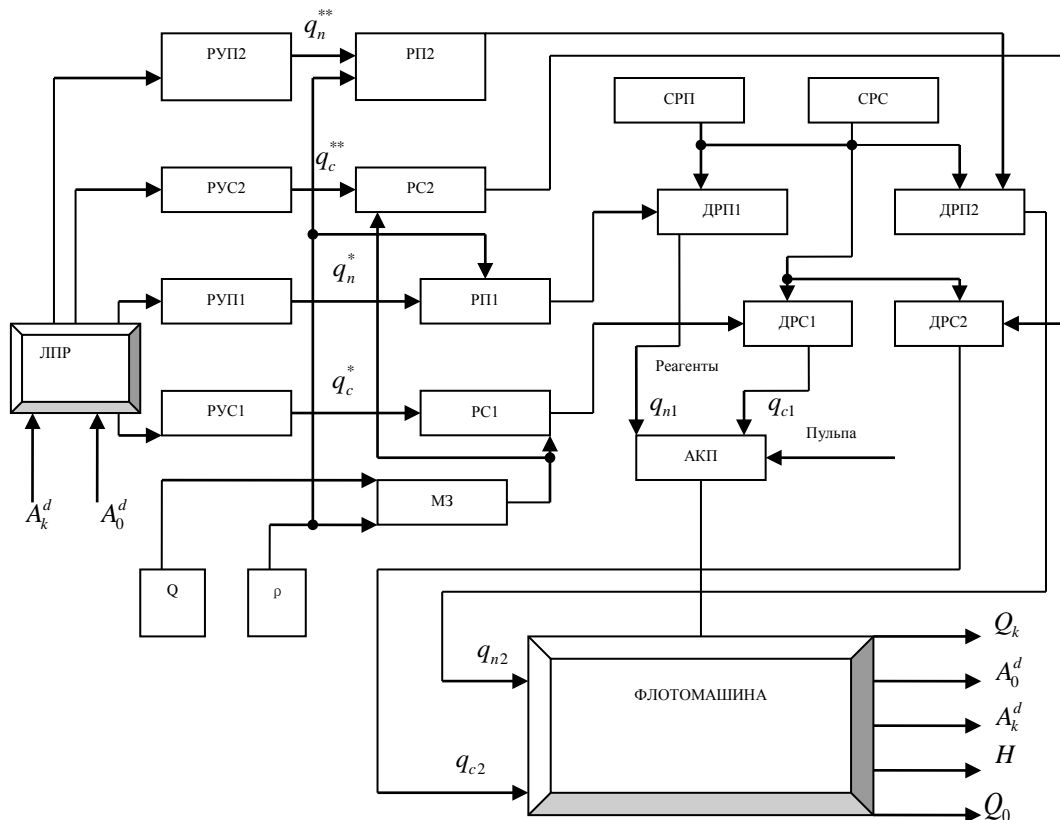 q_n^{**}
РУП2
РП2
СРП
СРС
q_c^{**}
РУС2
РС2
ДРП1
ДРП2
q_n^*
РУП1
РП1
ДРС1
ДРС2
ЛПР
Реагенты
q_c^*
q_{n1}
q_{c1}
РУС1
РС1
Пульпа
АКП
A_k^d
A_0^d
МЗ
Q
ρ
Q_k
q_{n2}
A_0^d
ФЛОТОМАШИНА
A_k^d
q_{c2}
H
Q_0